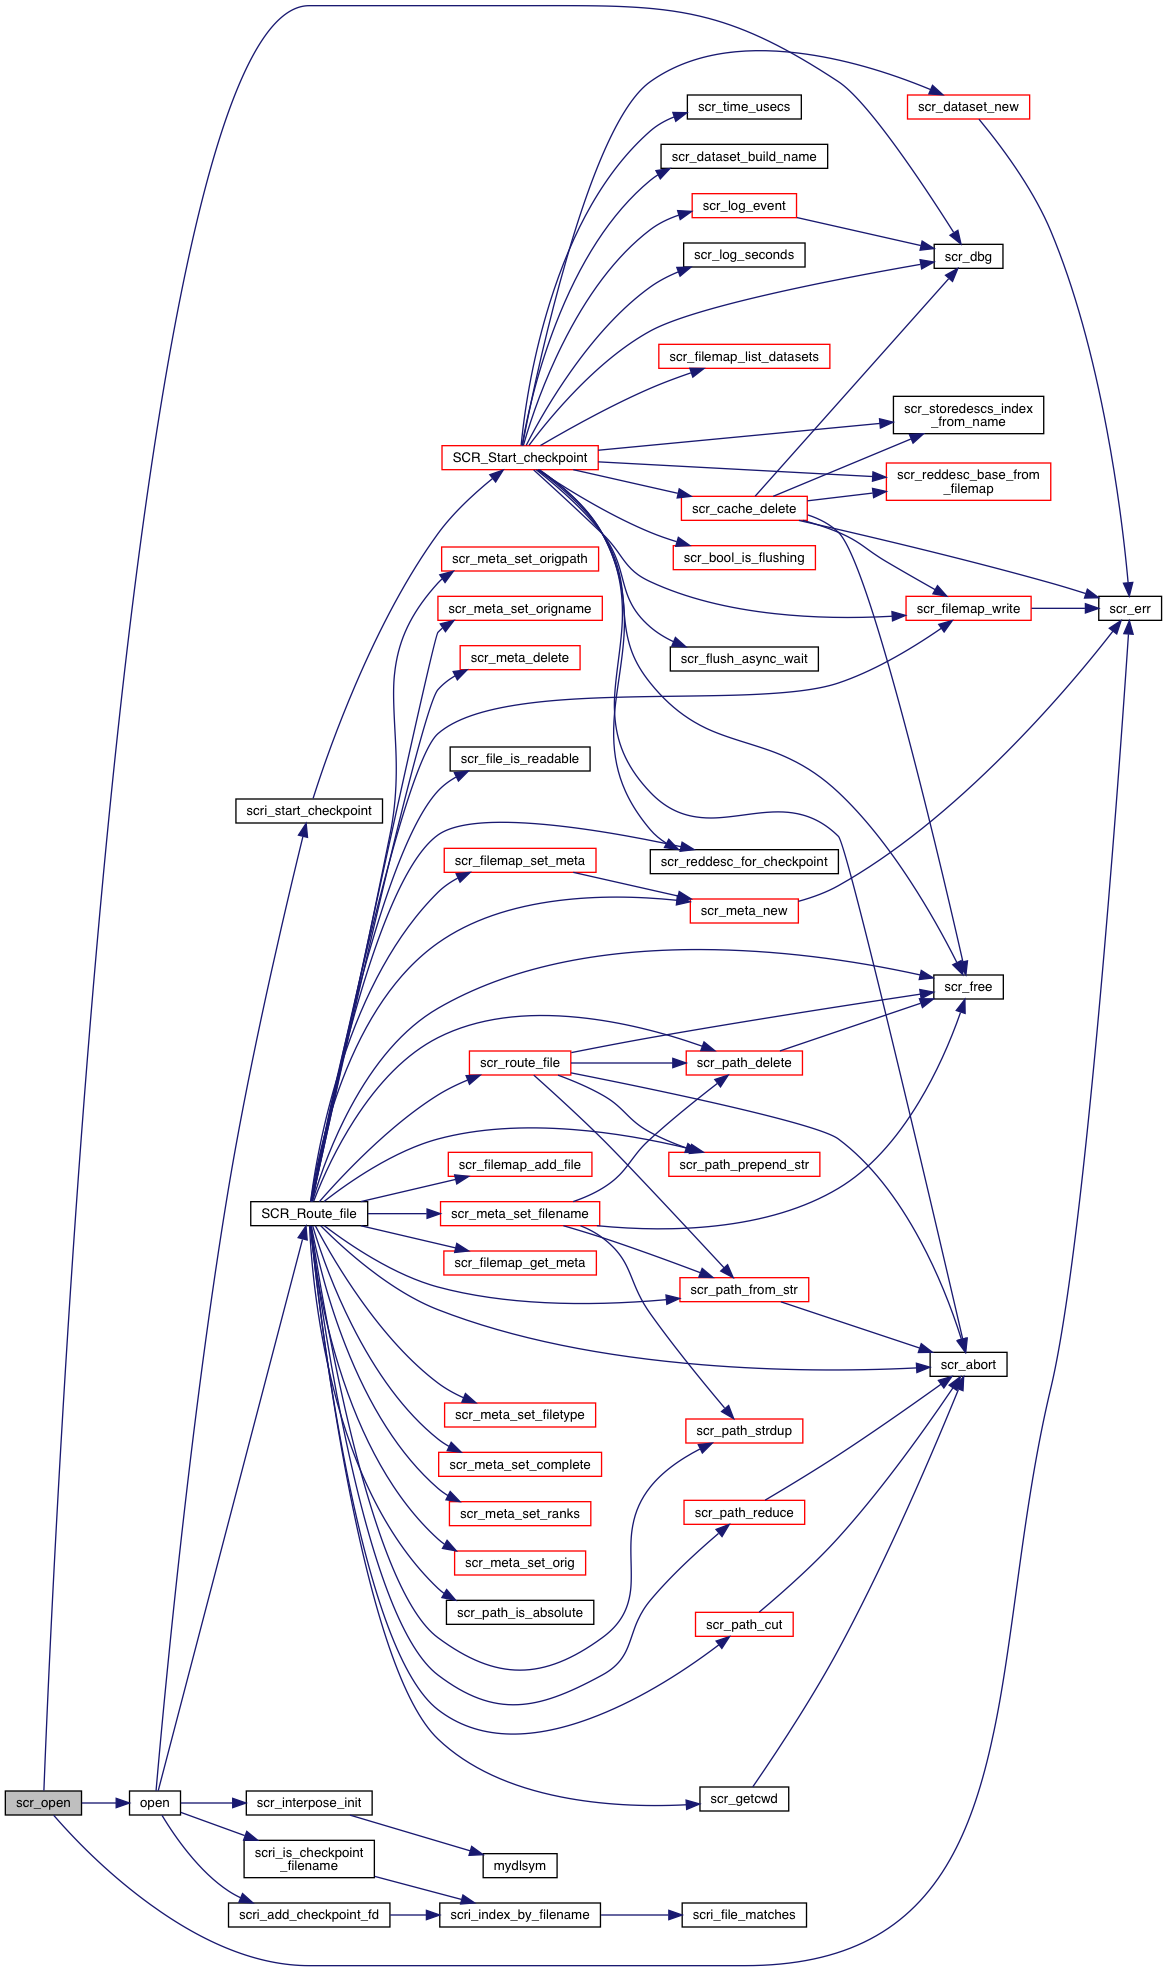 scr_time_usecs
scr_dataset_new
scr_dataset_build_name
scr_log_event
scr_log_seconds
scr_dbg
scr_filemap_list_datasets
scr_storedescs_index
_from_name
SCR_Start_checkpoint
scr_reddesc_base_from
_filemap
scr_cache_delete
scr_bool_is_flushing
scr_meta_set_origpath
scr_meta_set_origname
scr_filemap_write
scr_err
scr_meta_delete
scr_flush_async_wait
scr_file_is_readable
scri_start_checkpoint
scr_filemap_set_meta
scr_reddesc_for_checkpoint
scr_meta_new
scr_free
scr_route_file
scr_path_delete
scr_filemap_add_file
scr_path_prepend_str
SCR_Route_file
scr_meta_set_filename
scr_filemap_get_meta
scr_path_from_str
scr_abort
scr_meta_set_filetype
scr_path_strdup
scr_meta_set_complete
scr_meta_set_ranks
scr_path_reduce
scr_meta_set_orig
scr_path_is_absolute
scr_path_cut
scr_open
open
scr_interpose_init
scr_getcwd
scri_is_checkpoint
_filename
mydlsym
scri_add_checkpoint_fd
scri_index_by_filename
scri_file_matches